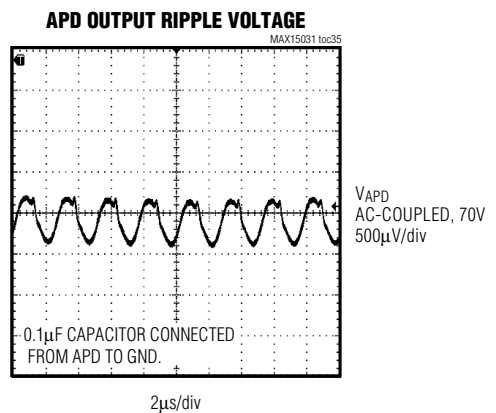 APD OUTPUT RIPPLE VOLTAGE
MAX15031 toc35
T
VAPD
AC-COUPLED, 70V
500μV/div
0.1μF CAPACITOR CONNECTED
FROM APD TO GND.
2μs/div